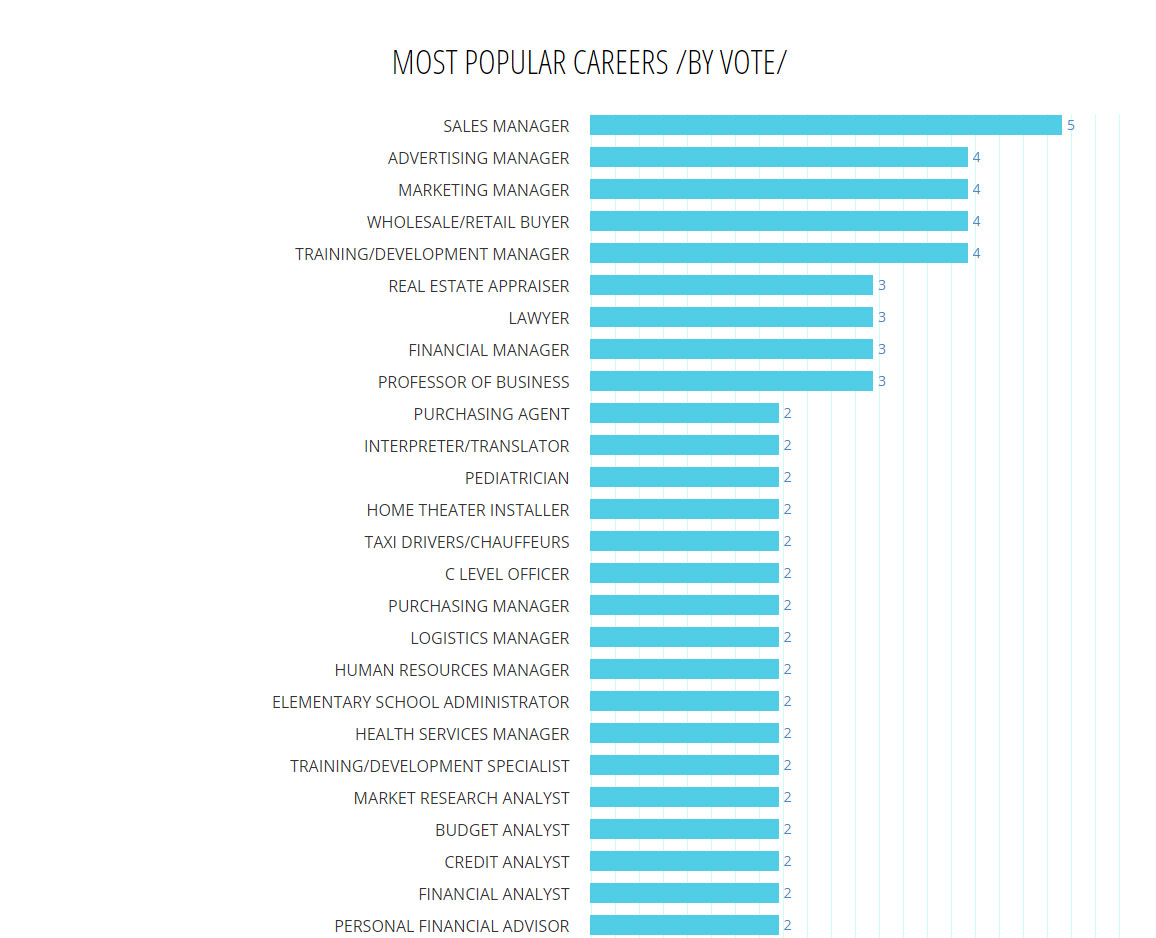 MOST POPULAR CAREERS /BY VOTE/
SALES MANAGER 5
ADVERTISING MANAGER 4
MARKETING MANAGER 4
WHOLESALE/RETAIL BUYER 4
TRAINING/DEVELOPMENT MANAGER 4
REAL ESTATE APPRAISER 3
LAWYER 3
FINANCIAL MANAGER 3
PROFESSOR OF BUSINESS 3
PURCHASING AGENT 2
INTERPRETER/TRANSLATOR 2
PEDIATRICIAN 2
HOME THEATER INSTALLER 2
TAXI DRIVERS/CHAUFFEURS 2
C LEVEL OFFICER 2
PURCHASING MANAGER 2
LOGISTICS MANAGER 2
HUMAN RESOURCES MANAGER 2
ELEMENTARY SCHOOL ADMINISTRATOR 2
HEALTH SERVICES MANAGER 2
TRAINING/DEVELOPMENT SPECIALIST 2
MARKET RESEARCH ANALYST 2
BUDGET ANALYST 2
CREDIT ANALYST 2
FINANCIAL ANALYST 2
PERSONAL FINANCIAL ADVISOR 2